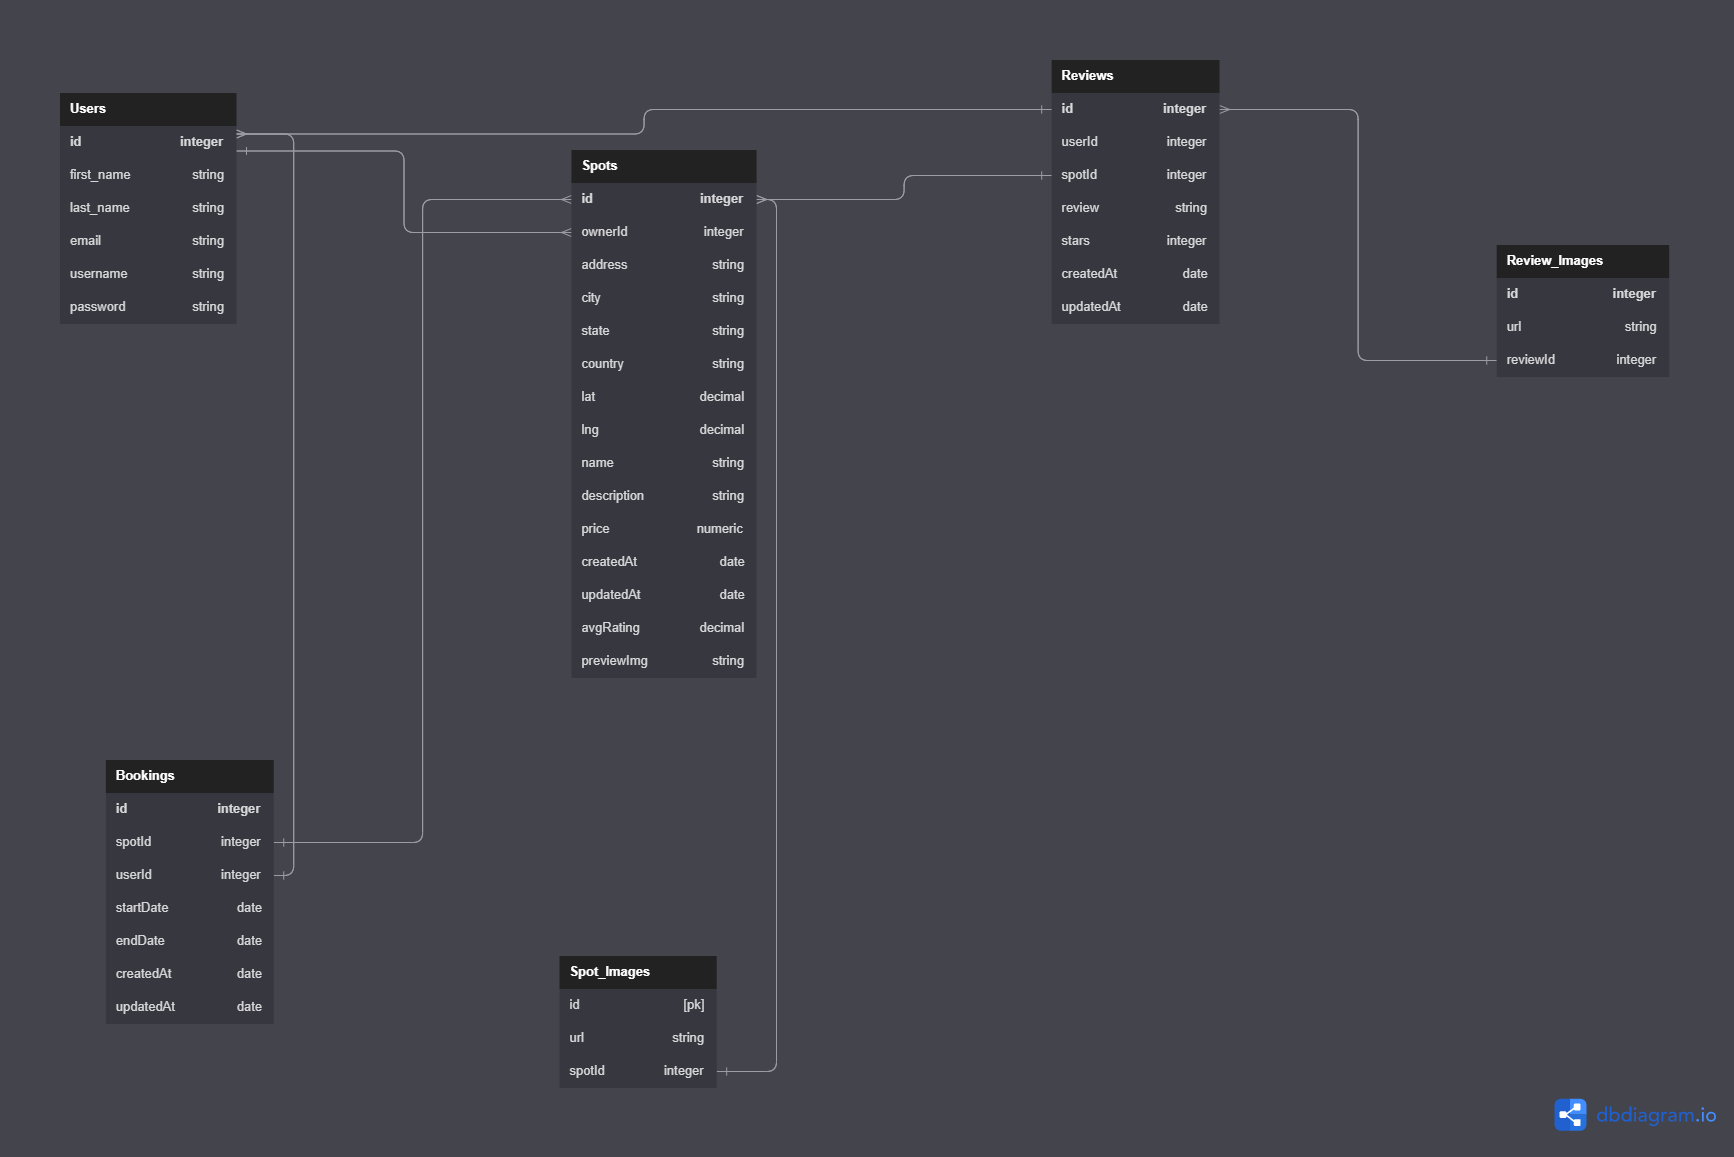 Users
id integer
first_name string
last_name string
email string
username string
password string
Spots
id integer
ownerId integer
address string
city string
state string
country string
lat decimal
lng decimal
name string
description string
price numeric
createdAt date
updatedAt date
avgRating decimal
previewImg string
Reviews
id integer
userId integer
spotId integer
review string
stars integer
createdAt date
updatedAt date
Review_Images
id integer
url string
reviewId integer
Bookings
id integer
spotId integer
userId integer
startDate date
endDate date
createdAt date
updatedAt date
Spot_Images
id [pk]
url string
spotId integer
dbdiagram.io